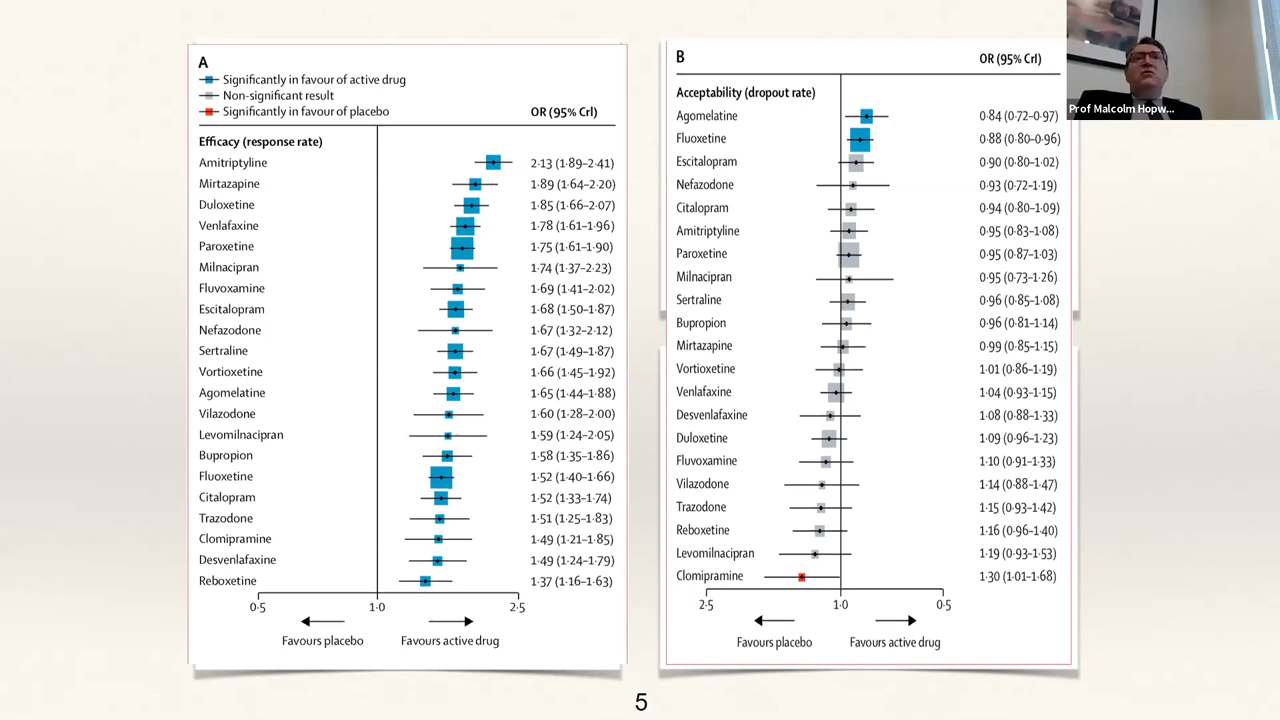 A
Significantly in favour of active drug
Non-significant result
Significantly in favour of placebo
OR (95% CrI)
Efficacy (response rate)
Amitriptyline 2·13 (1·89–2·41)
Mirtazapine 1·89 (1·64–2·20)
Duloxetine 1·85 (1·66–2·07)
Venlafaxine 1·78 (1·61–1·96)
Paroxetine 1·75 (1·61–1·90)
Milnacipran 1·74 (1·37–2·23)
Fluvoxamine 1·69 (1·41–2·02)
Escitalopram 1·68 (1·50–1·87)
Nefazodone 1·67 (1·32–2·12)
Sertraline 1·67 (1·49–1·87)
Vortioxetine 1·66 (1·45–1·92)
Agomelatine 1·65 (1·44–1·88)
Vilazodone 1·60 (1·28–2·00)
Levomilnacipran 1·59 (1·24–2·05)
Bupropion 1·58 (1·35–1·86)
Fluoxetine 1·52 (1·40–1·66)
Citalopram 1·52 (1·33–1·74)
Trazodone 1·51 (1·25–1·83)
Clomipramine 1·49 (1·21–1·85)
Desvenlafaxine 1·49 (1·24–1·79)
Reboxetine 1·37 (1·16–1·63)
0·5 1·0 2·5
Favours placebo Favours active drug
B
OR (95% CrI)
Acceptability (dropout rate)
Agomelatine 0·84 (0·72–0·97)
Fluoxetine 0·88 (0·80–0·96)
Escitalopram 0·90 (0·80–1·02)
Nefazodone 0·93 (0·72–1·19)
Citalopram 0·94 (0·80–1·09)
Amitriptyline 0·95 (0·83–1·08)
Paroxetine 0·95 (0·87–1·03)
Milnacipran 0·95 (0·73–1·26)
Sertraline 0·96 (0·85–1·08)
Bupropion 0·96 (0·81–1·14)
Mirtazapine 0·99 (0·85–1·15)
Vortioxetine 1·01 (0·86–1·19)
Venlafaxine 1·04 (0·93–1·15)
Desvenlafaxine 1·08 (0·88–1·33)
Duloxetine 1·09 (0·96–1·23)
Fluvoxamine 1·10 (0·91–1·33)
Vilazodone 1·14 (0·88–1·47)
Trazodone 1·15 (0·93–1·42)
Reboxetine 1·16 (0·96–1·40)
Levomilnacipran 1·19 (0·93–1·53)
Clomipramine 1·30 (1·01–1·68)
2·5 1·0 0·5
Favours placebo Favours active drug
Prof Malcolm Hopw...
5